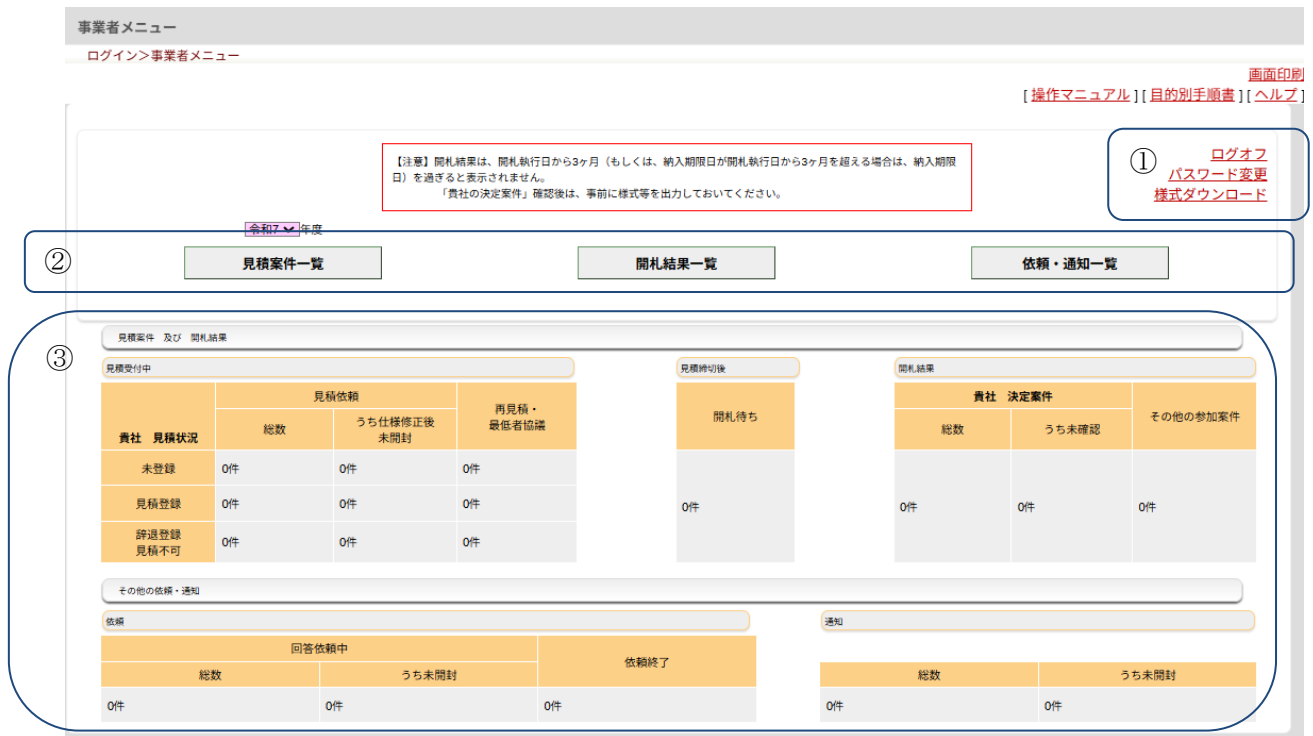 事業者メニュー
ログイン＞事業者メニュー
画面印刷
[ 操作マニュアル ] [ 目的別手順書 ] [ ヘルプ ]
【注意】開札結果は、開札執行日から3ヶ月（もしくは、納入期限日が開札執行日から3ヶ月を超える場合は、納入期限
日）を過ぎると表示されません。
「貴社の決定案件」確認後は、事前に様式等を出力しておいてください。
①
ログオフ
パスワード変更
様式ダウンロード
令和7 年度
②
見積案件一覧
開札結果一覧
依頼・通知一覧
③
見積案件 及び 開札結果
見積受付中
貴社 見積状況
見積依頼
再見積・
最低者協議
総数
うち仕様修正後
未開封
未登録
0件
0件
0件
見積登録
0件
0件
0件
辞退登録
見積不可
0件
0件
0件
見積締切後
開札待ち
0件
開札結果
貴社 決定案件
その他の参加案件
総数
うち未確認
0件
0件
0件
その他の依頼・通知
依頼
回答依頼中
依頼終了
総数
うち未開封
0件
0件
0件
通知
総数
うち未開封
0件
0件